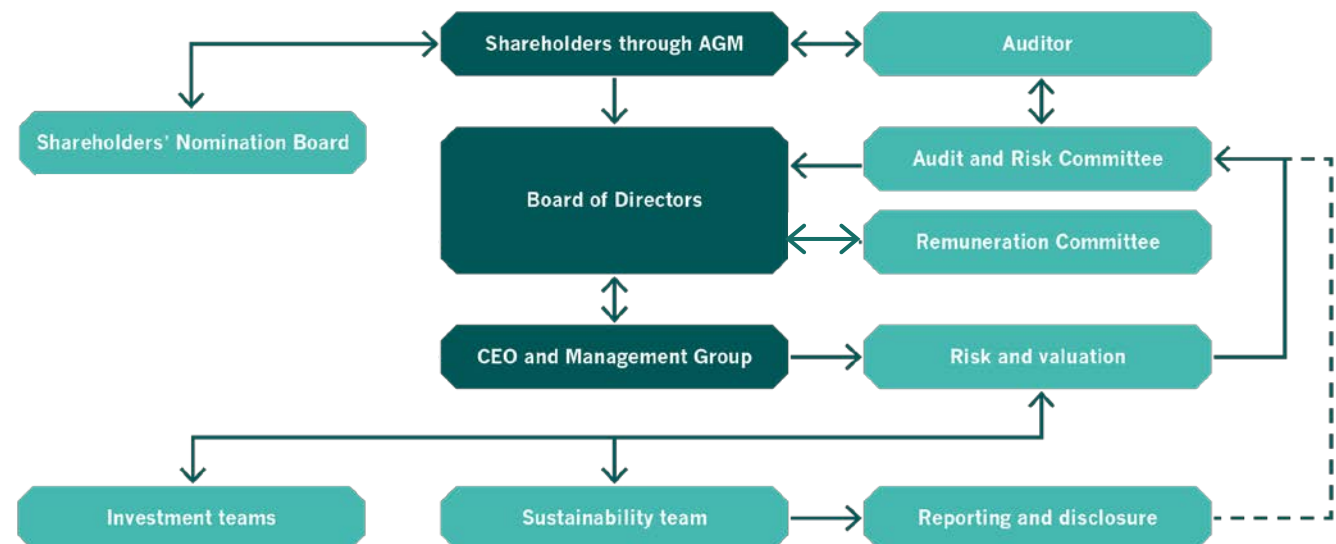 Shareholders through AGM
Auditor
Shareholders' Nomination Board
Audit and Risk Committee
Board of Directors
Remuneration Committee
CEO and Management Group
Risk and valuation
Investment teams
Sustainability team
Reporting and disclosure